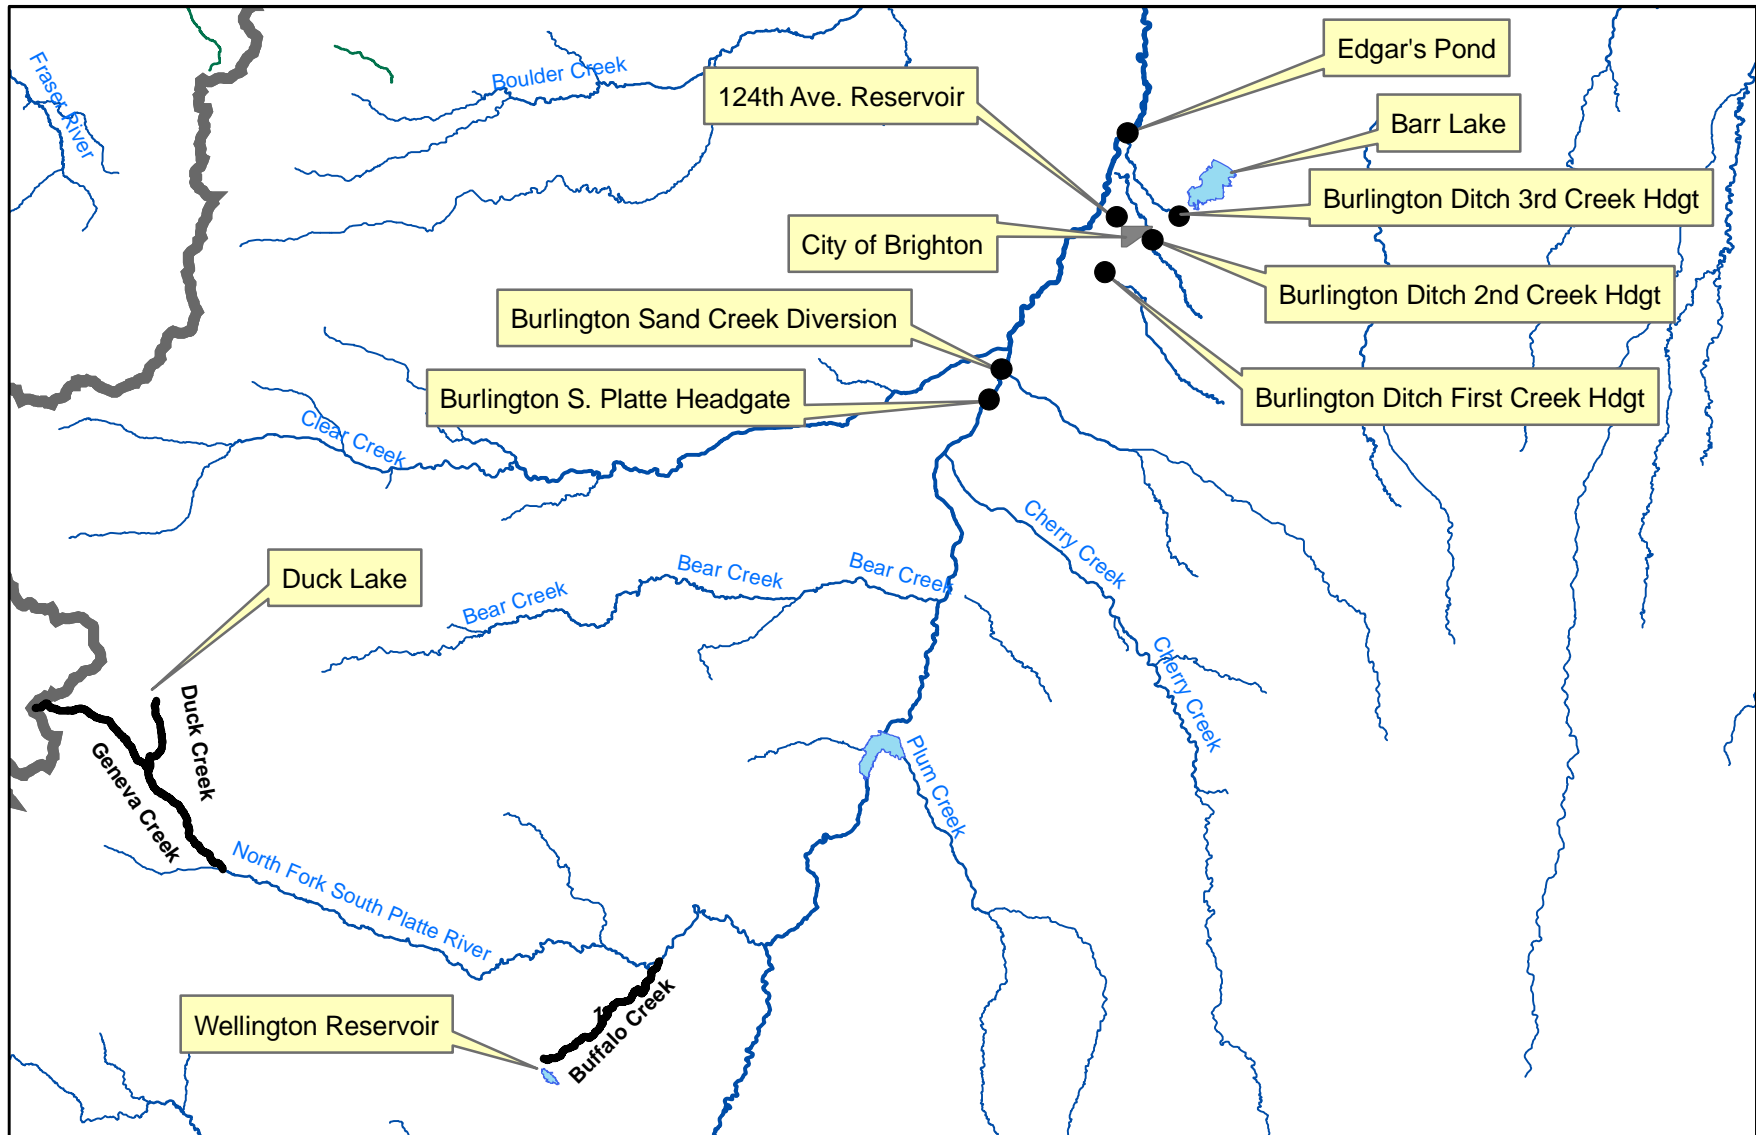 Edgar's Pond
Fraser River
Boulder Creek
124th Ave. Reservoir
Barr Lake
Burlington Ditch 3rd Creek Hdgt
City of Brighton
Burlington Ditch 2nd Creek Hdgt
Burlington Sand Creek Diversion
Burlington S. Platte Headgate
Burlington Ditch First Creek Hdgt
Clear Creek
Cherry Creek
Duck Lake
Bear Creek
Bear Creek
Bear Creek
Cherry Creek
Duck Creek
Geneva Creek
Plum Creek
North Fork South Platte River
Wellington Reservoir
Buffalo Creek